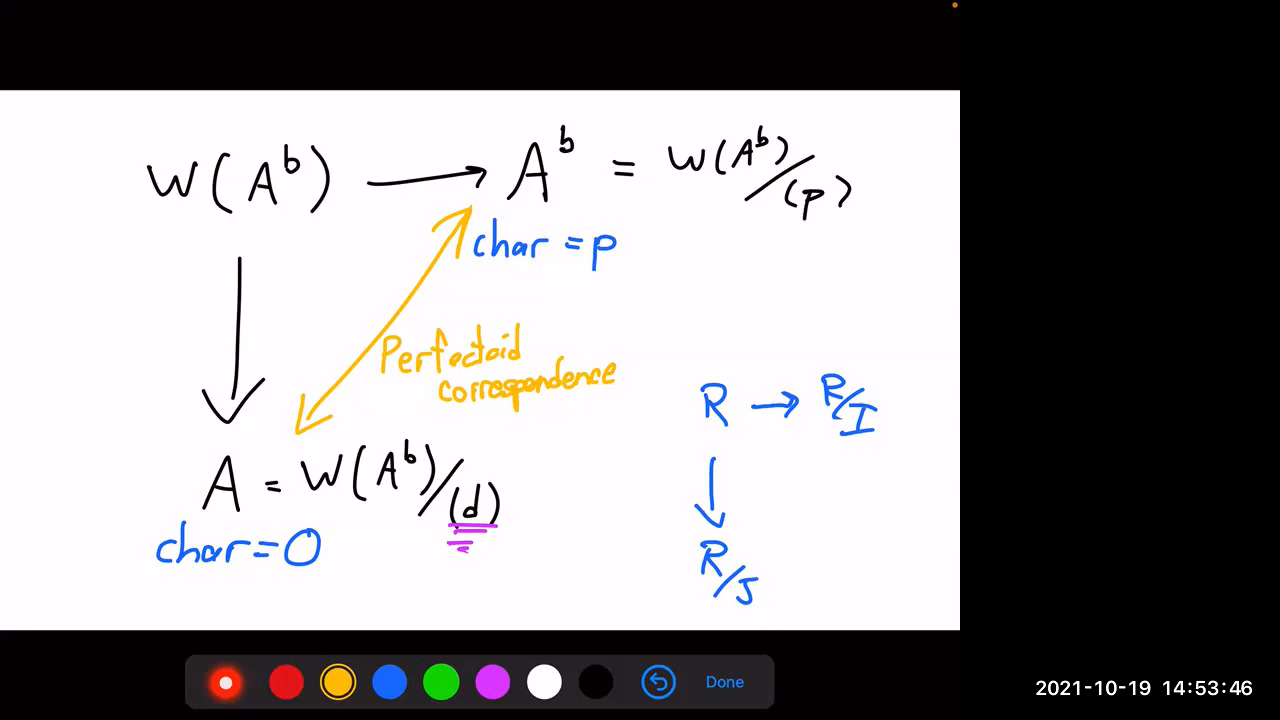 W(A^b) → A^b = W(A^b)/(p)
char = p
Perfectoid
correspondence
R → R/I
A = W(A^b)/(d)
char = 0
R/J
Done
2021-10-19 14:53:46